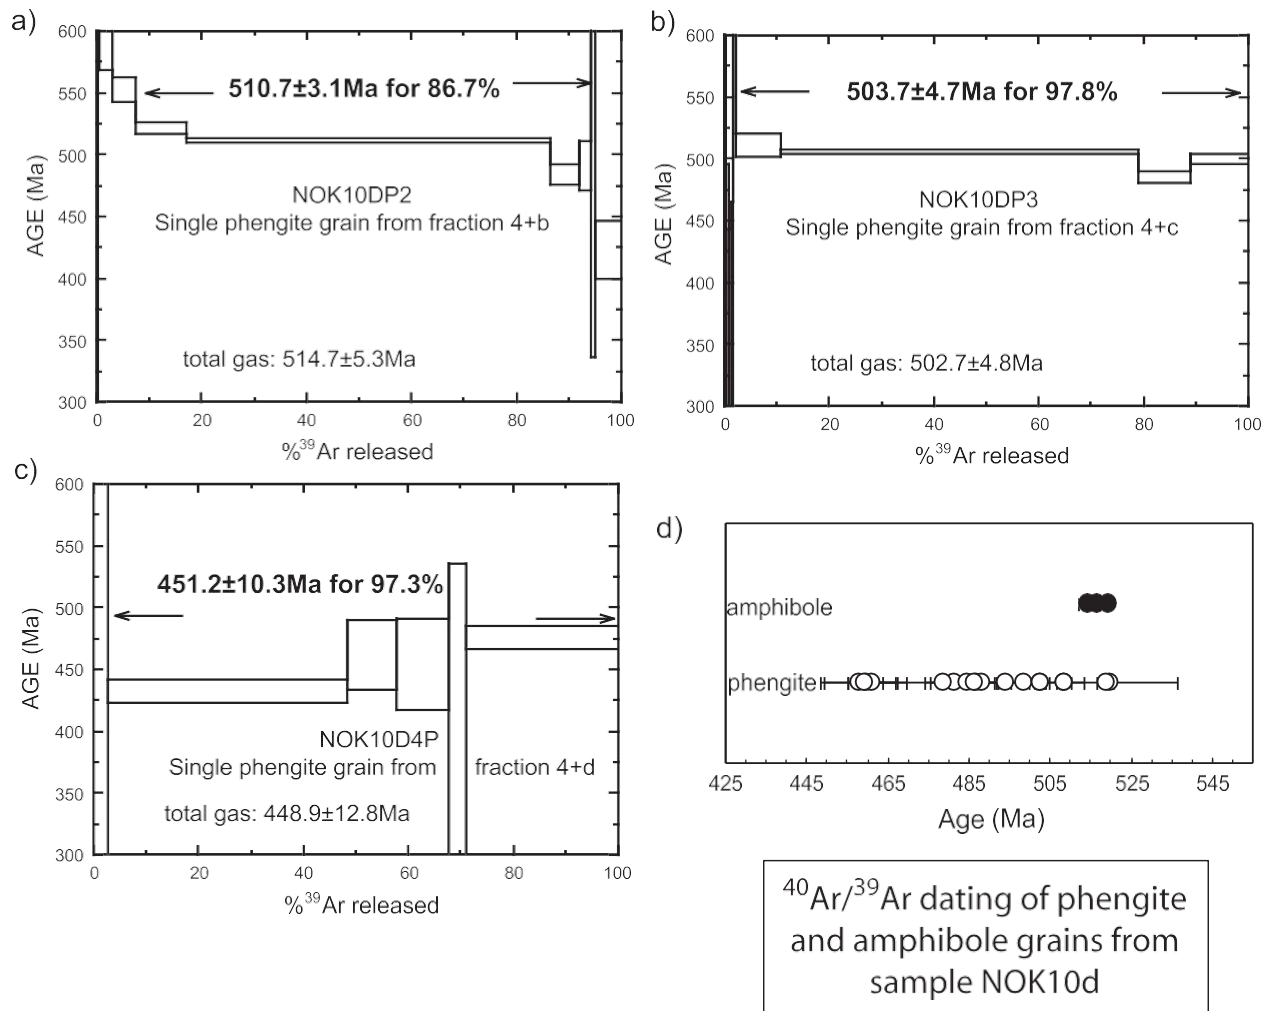 a)
600
550
500
450
400
350
300
AGE (Ma)
510.7±3.1Ma for 86.7%
NOK10DP2
Single phengite grain from fraction 4+b
total gas: 514.7±5.3Ma
0 20 40 60 80 100
%³⁹Ar released
b)
600
550
500
450
400
350
300
AGE (Ma)
503.7±4.7Ma for 97.8%
NOK10DP3
Single phengite grain from fraction 4+c
total gas: 502.7±4.8Ma
0 20 40 60 80 100
%³⁹Ar released
c)
600
550
500
450
400
350
300
AGE (Ma)
451.2±10.3Ma for 97.3%
NOK10D4P
Single phengite grain from fraction 4+d
total gas: 448.9±12.8Ma
0 20 40 60 80 100
%³⁹Ar released
d)
amphibole
phengite
425 445 465 485 505 525 545
Age (Ma)
⁴⁰Ar/³⁹Ar dating of phengite
and amphibole grains from
sample NOK10d